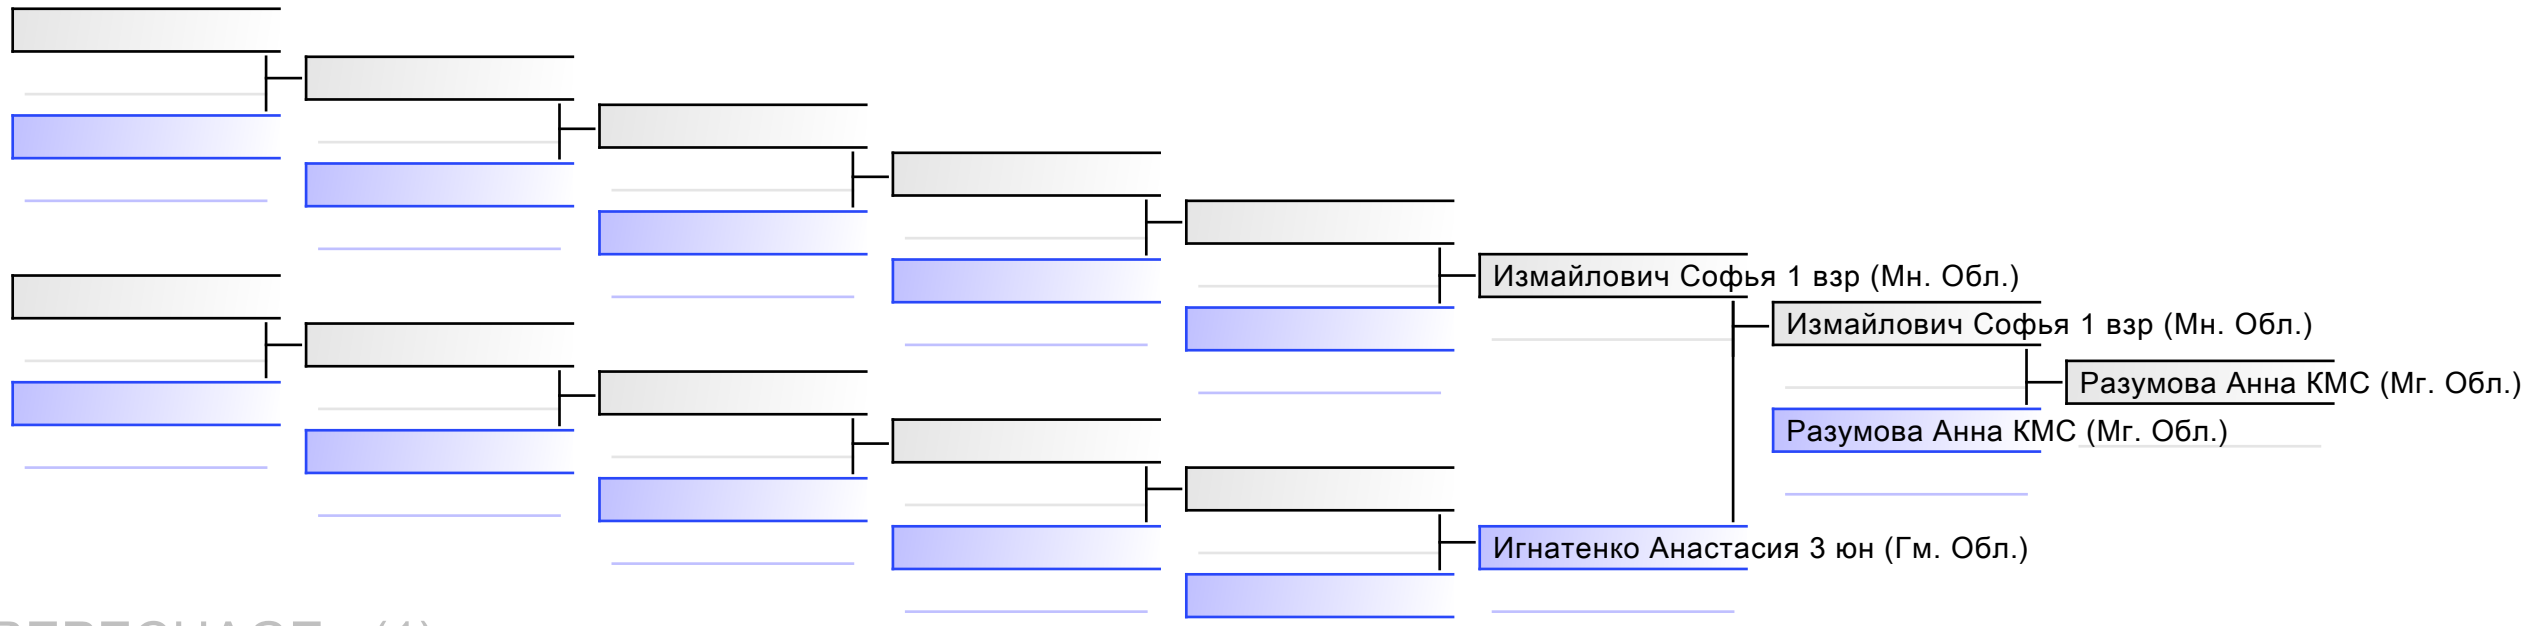 Измайлович Софья 1 взр (Мн. Обл.)
Измайлович Софья 1 взр (Мн. Обл.)
Разумова Анна КМС (Мг. Обл.)
Разумова Анна КМС (Мг. Обл.)
Игнатенко Анастасия 3 юн (Гм. Обл.)